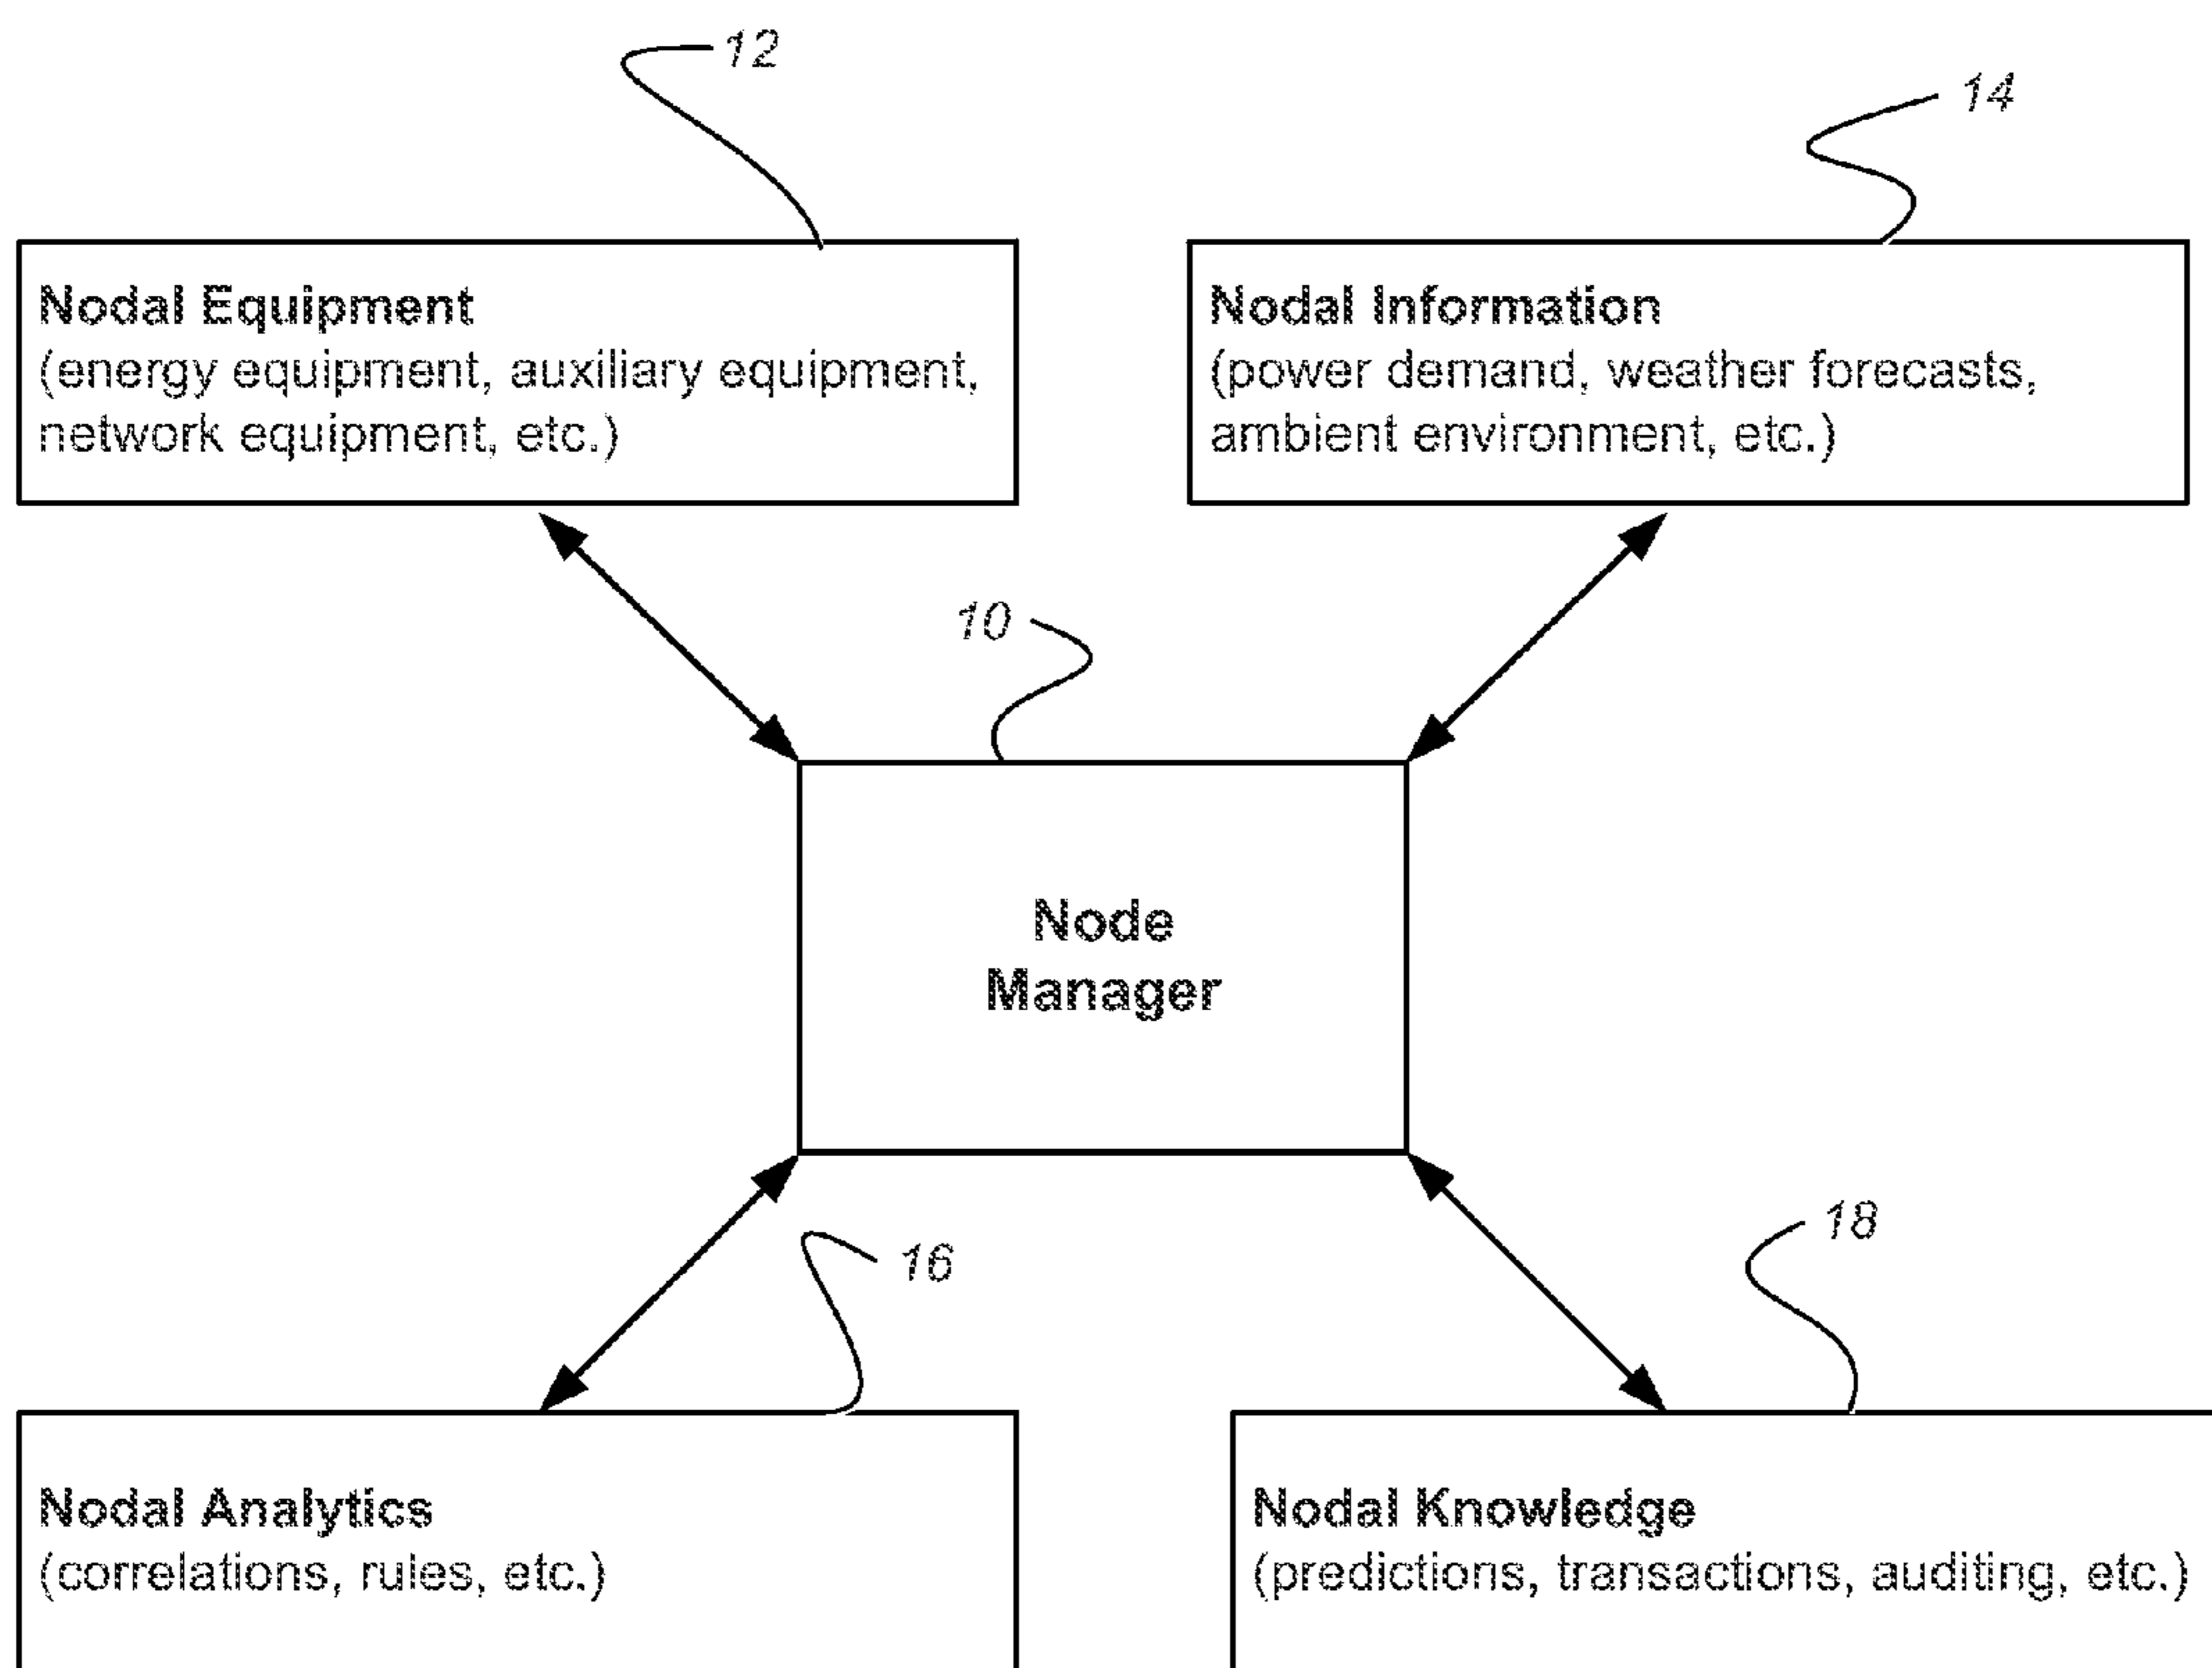 12
14
Nodal Equipment
(energy equipment, auxiliary equipment,
network equipment, etc.)
Nodal Information
(power demand, weather forecasts,
ambient environment, etc.)
10
Node
Manager
16
18
Nodal Analytics
(correlations, rules, etc.)
Nodal Knowledge
(predictions, transactions, auditing, etc.)